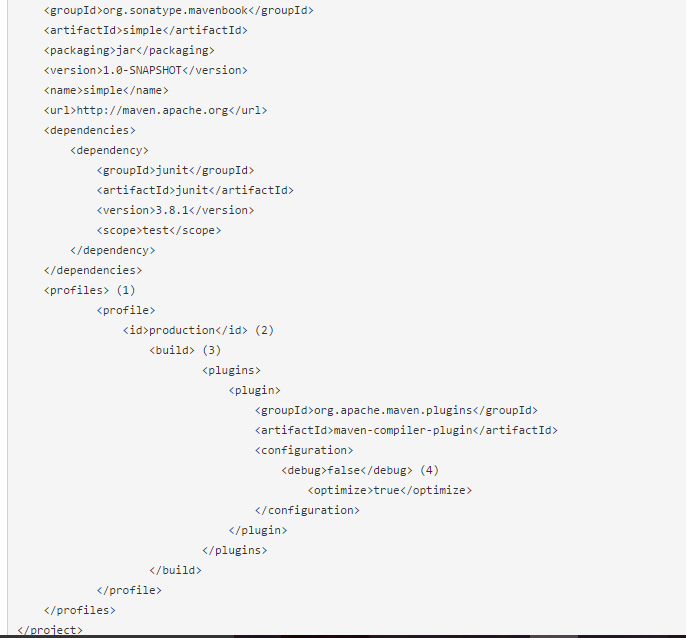 <groupId>org.sonatype.mavenbook</groupId>
<artifactId>simple</artifactId>
<packaging>jar</packaging>
<version>1.0-SNAPSHOT</version>
<name>simple</name>
<url>http://maven.apache.org</url>
<dependencies>
<dependency>
<groupId>junit</groupId>
<artifactId>junit</artifactId>
<version>3.8.1</version>
<scope>test</scope>
</dependency>
</dependencies>
<profiles> (1)
<profile>
<id>production</id> (2)
<build> (3)
<plugins>
<plugin>
<groupId>org.apache.maven.plugins</groupId>
<artifactId>maven-compiler-plugin</artifactId>
<configuration>
<debug>false</debug> (4)
<optimize>true</optimize>
</configuration>
</plugin>
</plugins>
</build>
</profile>
</profiles>
</project>